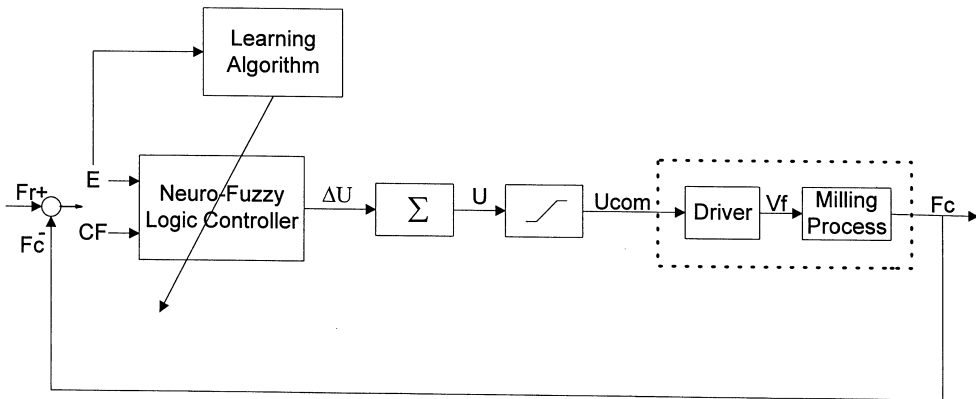 Learning
Algorithm
E
Fr+
Fc-
CF
Neuro-Fuzzy
Logic Controller
ΔU
Σ
U
Ucom
Driver
Vf
Milling
Process
Fc